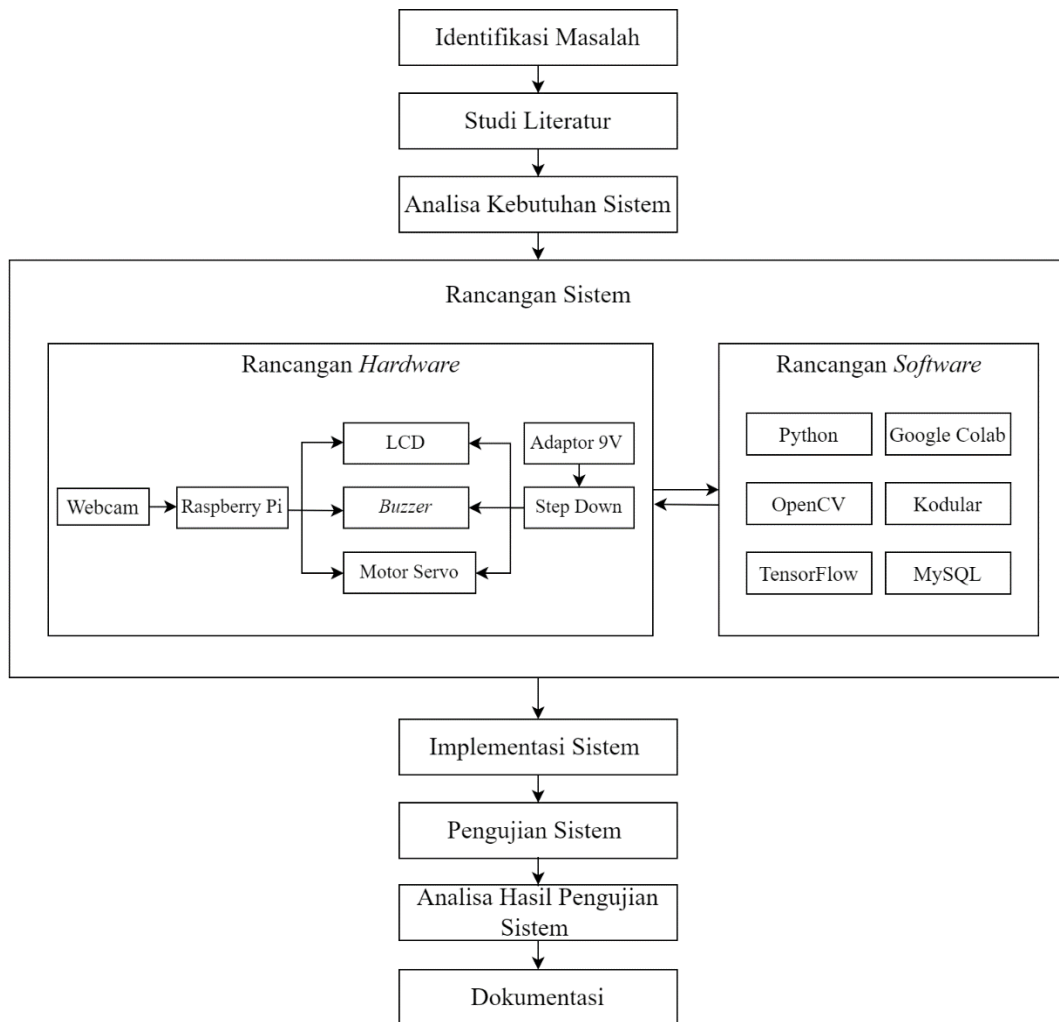 Identifikasi Masalah
Studi Literatur
Analisa Kebutuhan Sistem
Rancangan Sistem
Rancangan Hardware
LCD
Adaptor 9V
Webcam
Raspberry Pi
Buzzer
Step Down
Motor Servo
Rancangan Software
Python
Google Colab
OpenCV
Kodular
TensorFlow
MySQL
Implementasi Sistem
Pengujian Sistem
Analisa Hasil Pengujian
Sistem
Dokumentasi